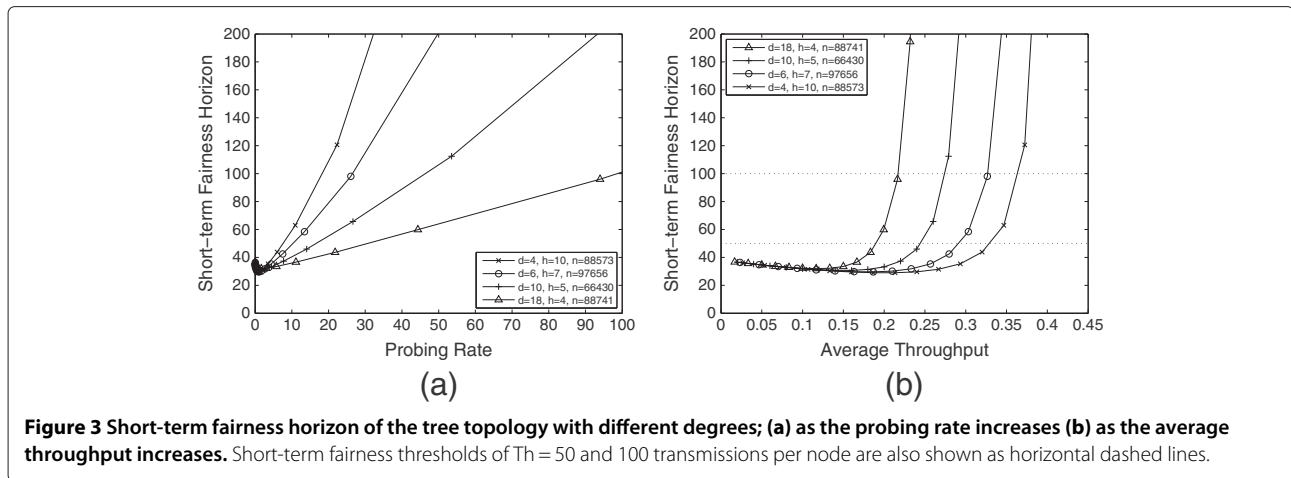 200
180
160
140
120
100
80
60
40
20
0
Short-term Fairness Horizon
0 10 20 30 40 50 60 70 80 90 100
Probing Rate
d=4, h=10, n=88573
d=6, h=7, n=97656
d=10, h=5, n=66430
d=18, h=4, n=88741
(a)
200
180
160
140
120
100
80
60
40
20
0
Short-term Fairness Horizon
d=18, h=4, n=88741
d=10, h=5, n=66430
d=6, h=7, n=97656
d=4, h=10, n=88573
0 0.05 0.1 0.15 0.2 0.25 0.3 0.35 0.4 0.45
Average Throughput
(b)
Figure 3 Short-term fairness horizon of the tree topology with different degrees; (a) as the probing rate increases (b) as the average
throughput increases. Short-term fairness thresholds of Th = 50 and 100 transmissions per node are also shown as horizontal dashed lines.